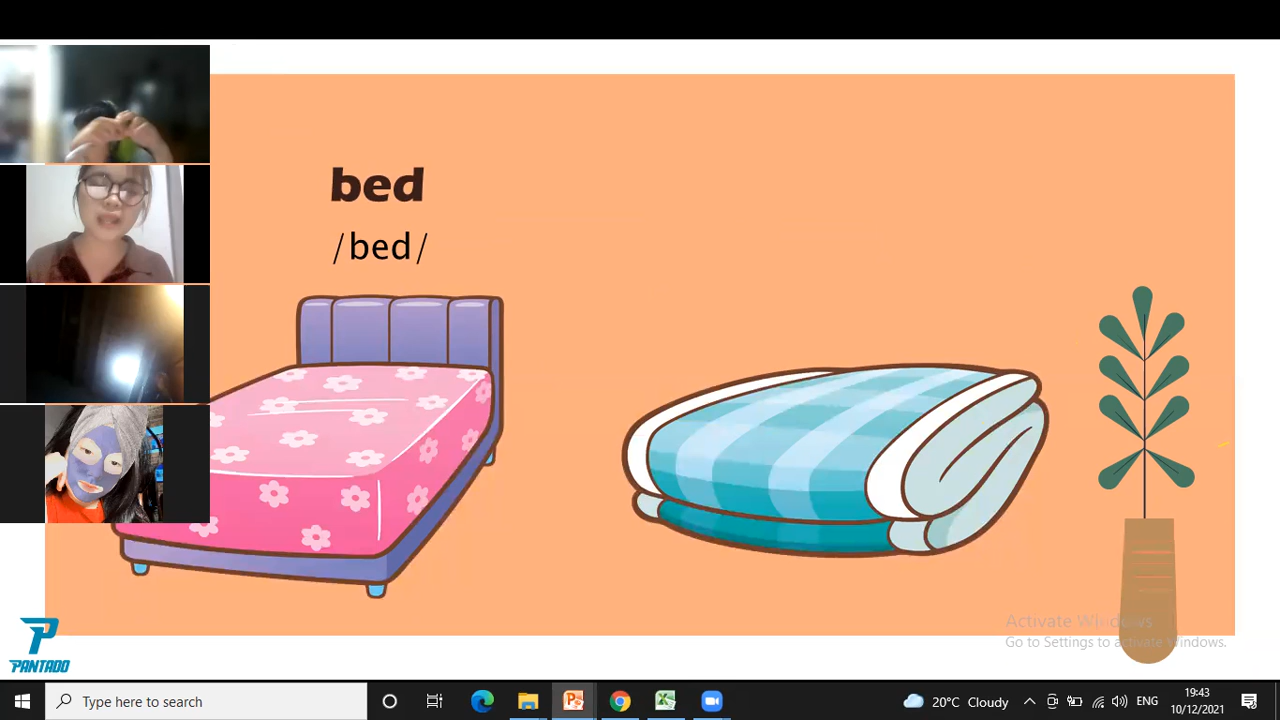 bed
/bed/
Activate Windows
Go to Settings to activate Windows.
PANTADO
Type here to search
20°C Cloudy
ENG
19:43
10/12/2021